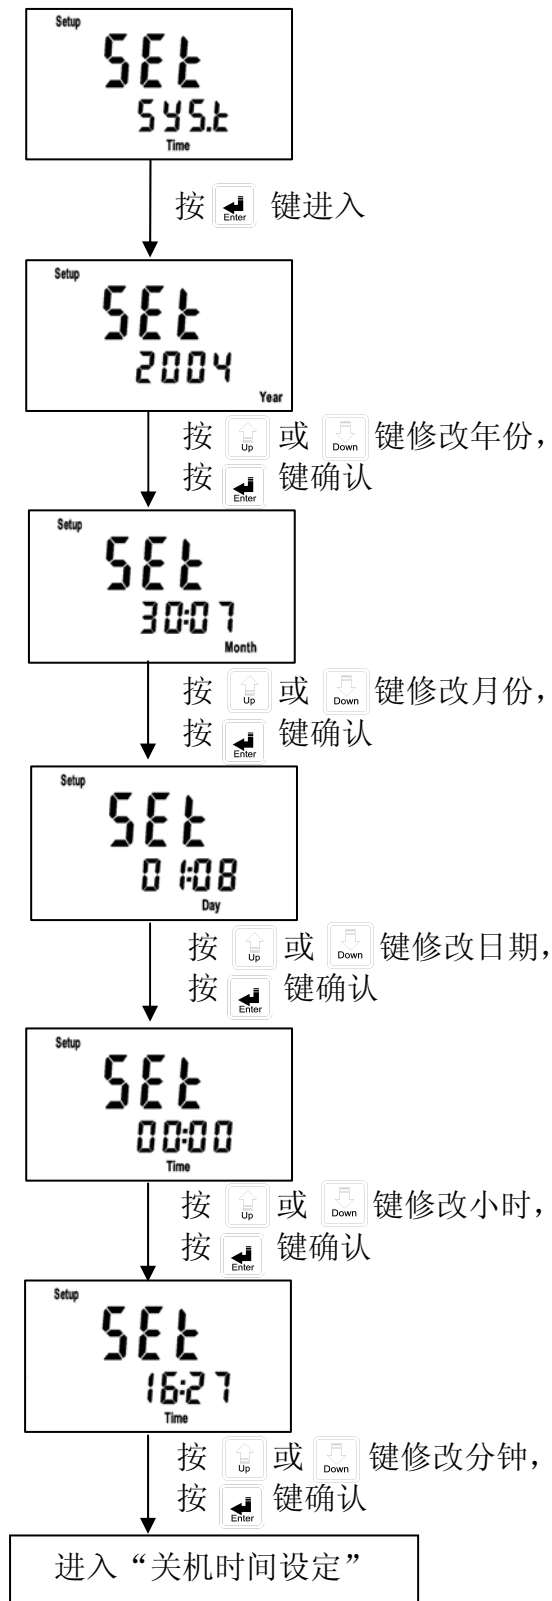 Setup
SEt
SYS.t
Time
按 Enter 键进入
Setup
SEt
2004
Year
按 Up 或 Down 键修改年份，
按 Enter 键确认
Setup
SEt
30:07
Month
按 Up 或 Down 键修改月份，
按 Enter 键确认
Setup
SEt
01:08
Day
按 Up 或 Down 键修改日期，
按 Enter 键确认
Setup
SEt
00:00
Time
按 Up 或 Down 键修改小时，
按 Enter 键确认
Setup
SEt
16:27
Time
按 Up 或 Down 键修改分钟，
按 Enter 键确认
进入“关机时间设定”